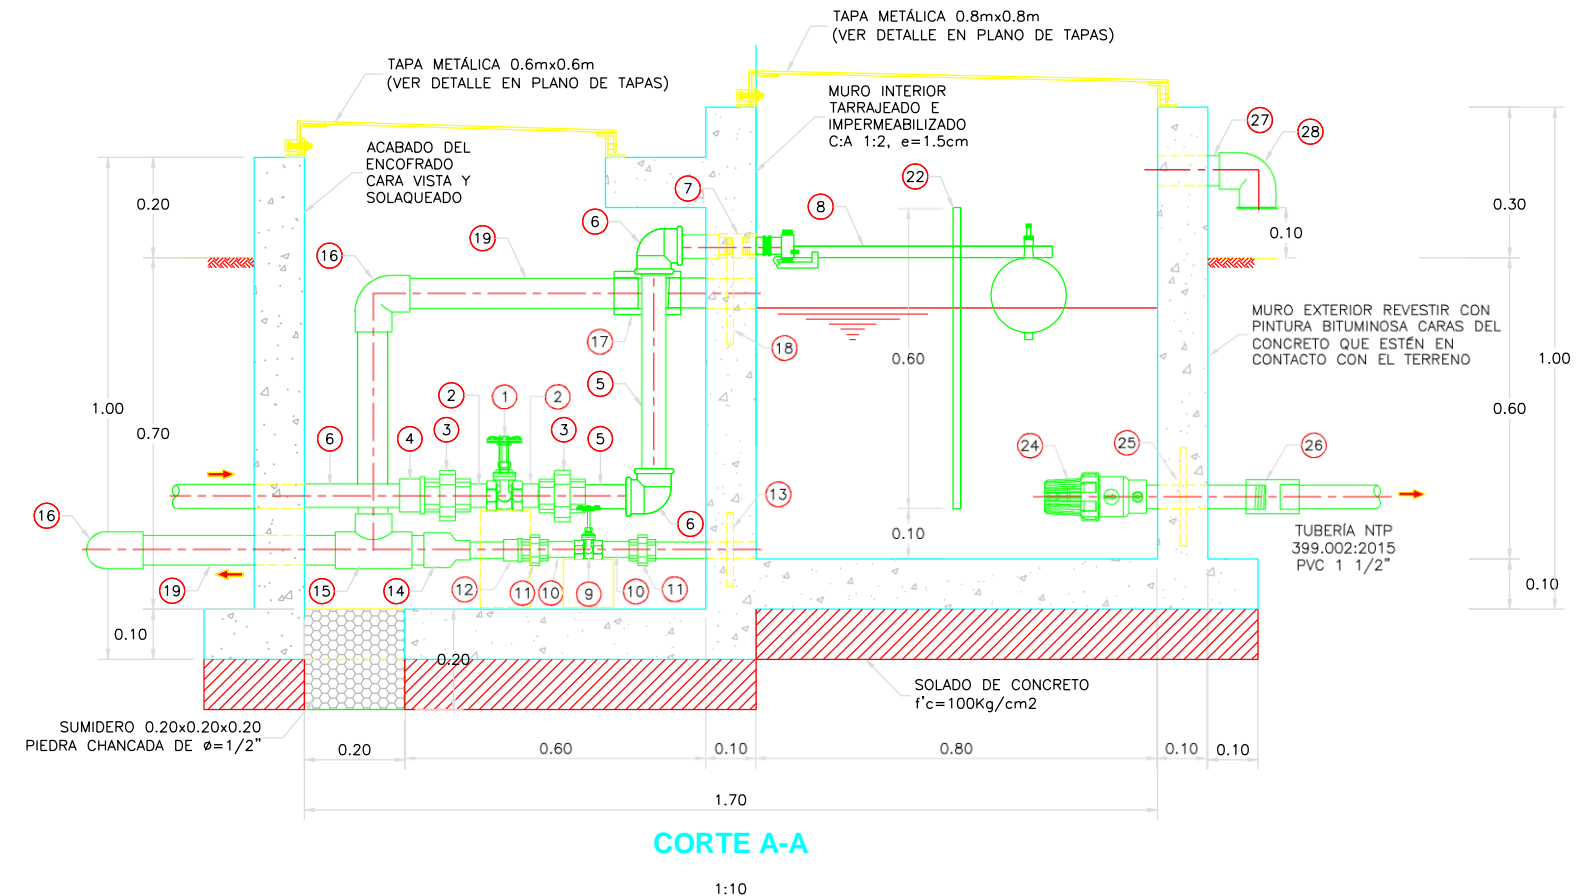 TAPA METÁLICA 0.8mx0.8m
(VER DETALLE EN PLANO DE TAPAS)
TAPA METÁLICA 0.6mx0.6m
(VER DETALLE EN PLANO DE TAPAS)
MURO INTERIOR
TARRAJEADO E
IMPERMEABILIZADO
C:A 1:2, e=1.5cm
ACABADO DEL
ENCOFRADO
CARA VISTA Y
SOLAQUEADO
27
28
22
7
8
6
19
16
0.20
0.30
0.10
17
18
MURO EXTERIOR REVESTIR CON
PINTURA BITUMINOSA CARAS DEL
CONCRETO QUE ESTÉN EN
CONTACTO CON EL TERRENO
0.60
1.00
5
2
1
2
1.00
0.70
0.60
6
4
3
3
5
24
25
26
13
16
6
0.10
TUBERÍA NTP
399.002:2015
PVC 1 1/2”
19
15
14
12
11
10
9
10
11
0.10
0.10
0.20
SOLADO DE CONCRETO
f'c=100Kg/cm2
SUMIDERO 0.20x0.20x0.20
PIEDRA CHANCADA DE ø=1/2”
0.20
0.60
0.10
0.80
0.10
0.10
1.70
CORTE A-A
1:10